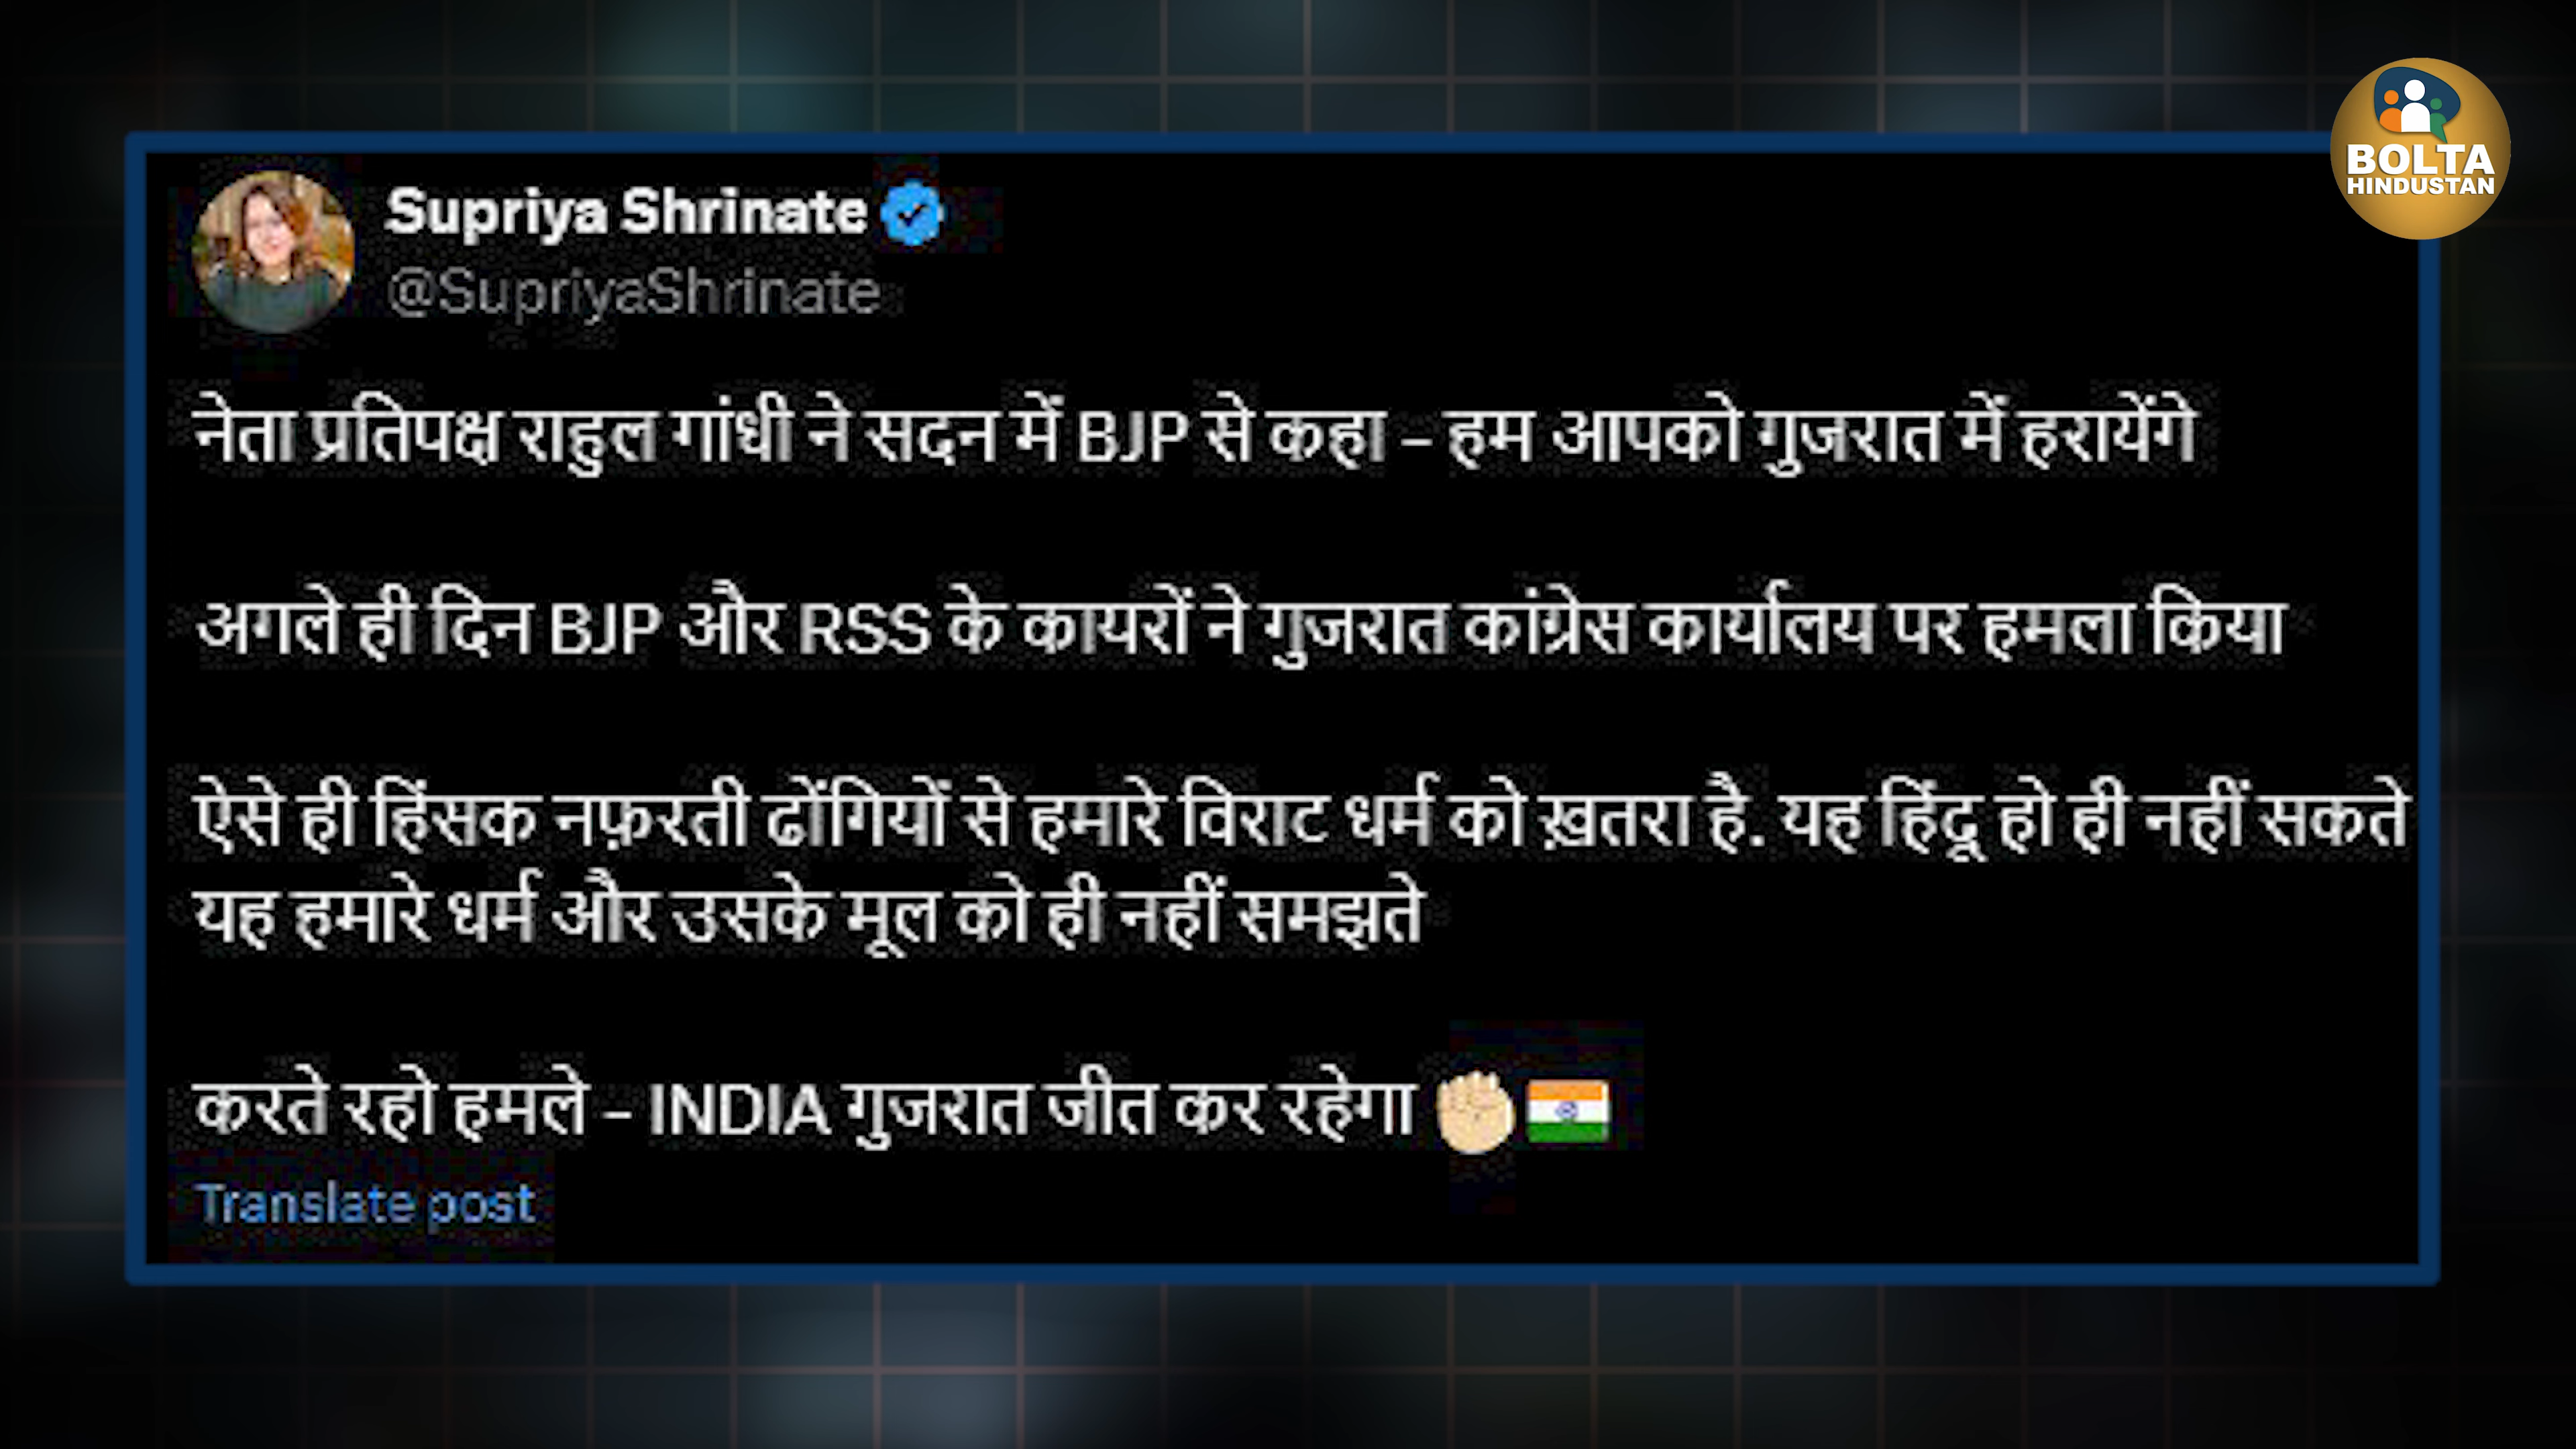 BOLTA
HINDUSTAN
Supriya Shrinate
@SupriyaShrinate
नेता प्रतिपक्ष राहुल गांधी ने सदन में BJP से कहा – हम आपको गुजरात में हरायेंगे
अगले ही दिन BJP और RSS के कायरों ने गुजरात कांग्रेस कार्यालय पर हमला किया
ऐसे ही हिंसक नफ़रती ढोंगियों से हमारे विराट धर्म को ख़तरा है. यह हिंदू हो ही नहीं सकते
यह हमारे धर्म और उसके मूल को ही नहीं समझते
करते रहो हमले – INDIA गुजरात जीत कर रहेगा ✊🏼🇮🇳
Translate post